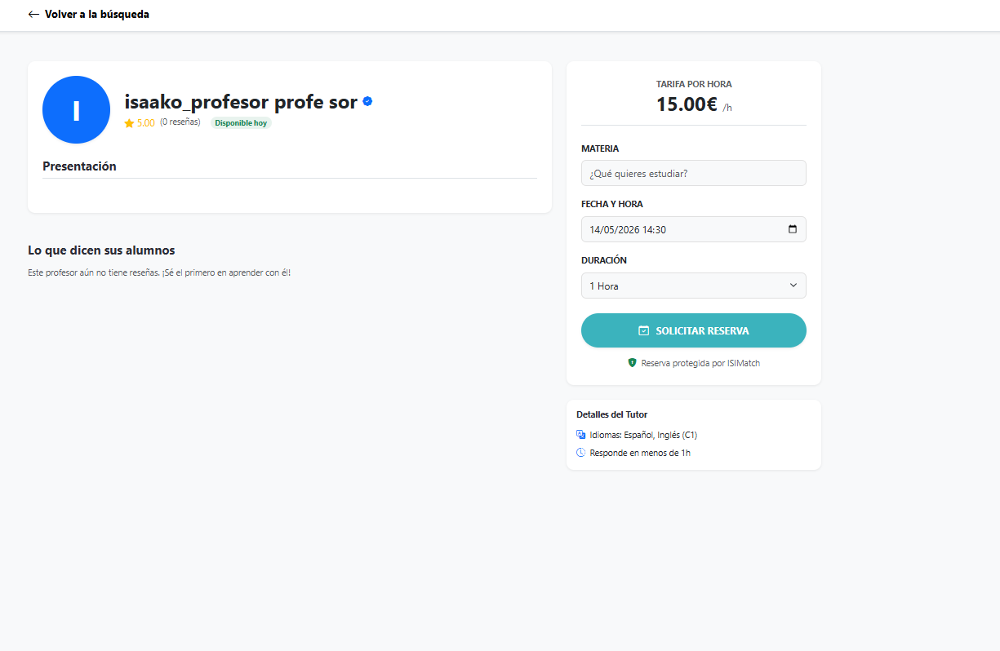 Volver a la búsqueda
I
isaako_profesor profe sor
5.00 (0 reseñas) Disponible hoy
Presentación
Lo que dicen sus alumnos
Este profesor aún no tiene reseñas. ¡Sé el primero en aprender con él!
TARIFA POR HORA
15.00€ /h
MATERIA
¿Qué quieres estudiar?
FECHA Y HORA
14/05/2026 14:30
DURACIÓN
1 Hora
SOLICITAR RESERVA
Reserva protegida por ISIMatch
Detalles del Tutor
Idiomas: Español, Inglés (C1)
Responde en menos de 1h